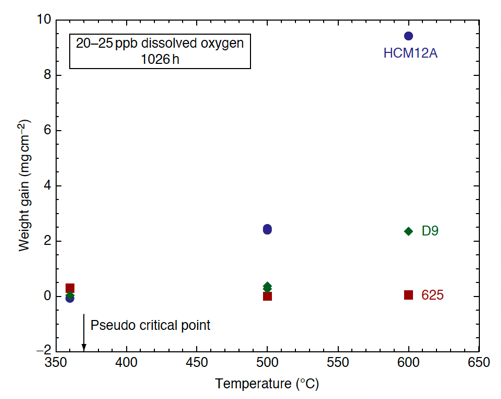 10
8
6
4
2
0
−2
Weight gain (mg cm−2)
20–25 ppb dissolved oxygen
1026 h
HCM12A
D9
625
Pseudo critical point
350 400 450 500 550 600 650
Temperature (°C)